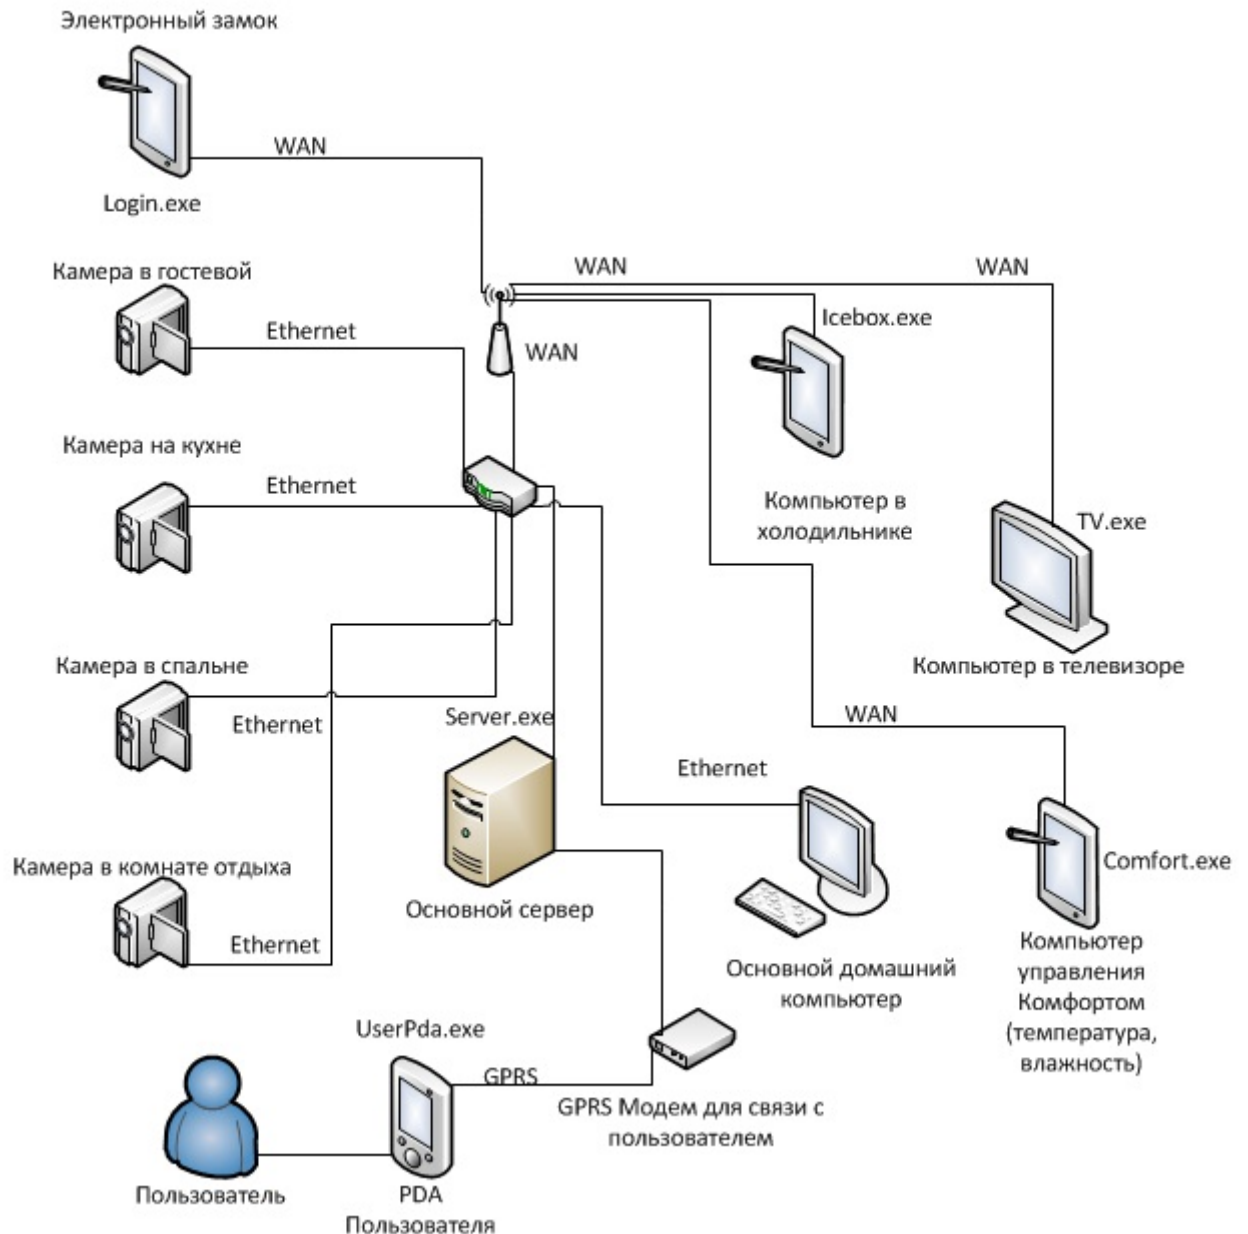 Электронный замок
WAN
Login.exe
Камера в гостевой
WAN
WAN
Icebox.exe
Ethernet
WAN
Камера на кухне
Ethernet
Компьютер в
холодильнике
TV.exe
Камера в спальне
Компьютер в телевизоре
Ethernet
Server.exe
WAN
Ethernet
Камера в комнате отдыха
Comfort.exe
Основной сервер
Ethernet
Основной домашний
компьютер
Компьютер
управления
Комфортом
(температура,
влажность)
UserPda.exe
GPRS
GPRS Модем для связи с
пользователем
Пользователь
PDA
Пользователя